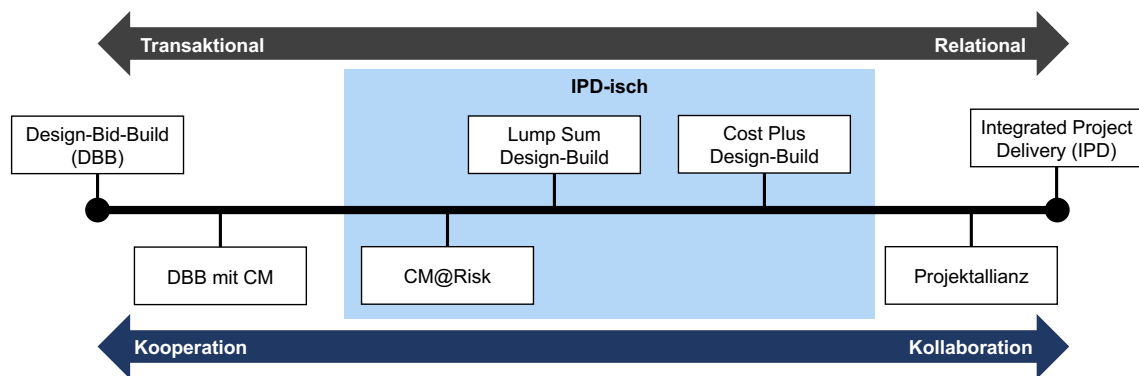 Transaktional
Relational
IPD-isch
Design-Bid-Build
(DBB)
Lump Sum
Design-Build
Cost Plus
Design-Build
Integrated Project
Delivery (IPD)
DBB mit CM
CM@Risk
Projektallianz
Kooperation
Kollaboration